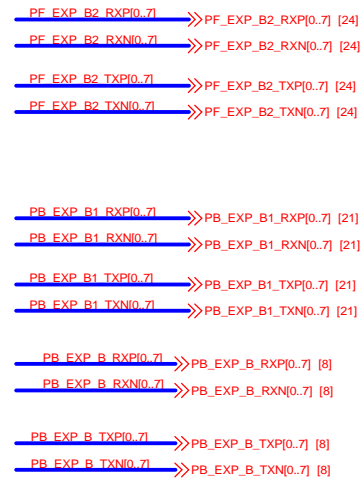 PF_EXP_B2_RXP[0..7] PF_EXP_B2_RXP[0..7] [24]
PF_EXP_B2_RXN[0..7] PF_EXP_B2_RXN[0..7] [24]
PF_EXP_B2_TXP[0..7] PF_EXP_B2_TXP[0..7] [24]
PF_EXP_B2_TXN[0..7] PF_EXP_B2_TXN[0..7] [24]
PB_EXP_B1_RXP[0..7] PB_EXP_B1_RXP[0..7] [21]
PB_EXP_B1_RXN[0..7] PB_EXP_B1_RXN[0..7] [21]
PB_EXP_B1_TXP[0..7] PB_EXP_B1_TXP[0..7] [21]
PB_EXP_B1_TXN[0..7] PB_EXP_B1_TXN[0..7] [21]
PB_EXP_B_RXP[0..7] PB_EXP_B_RXP[0..7] [8]
PB_EXP_B_RXN[0..7] PB_EXP_B_RXN[0..7] [8]
PB_EXP_B_TXP[0..7] PB_EXP_B_TXP[0..7] [8]
PB_EXP_B_TXN[0..7] PB_EXP_B_TXN[0..7] [8]